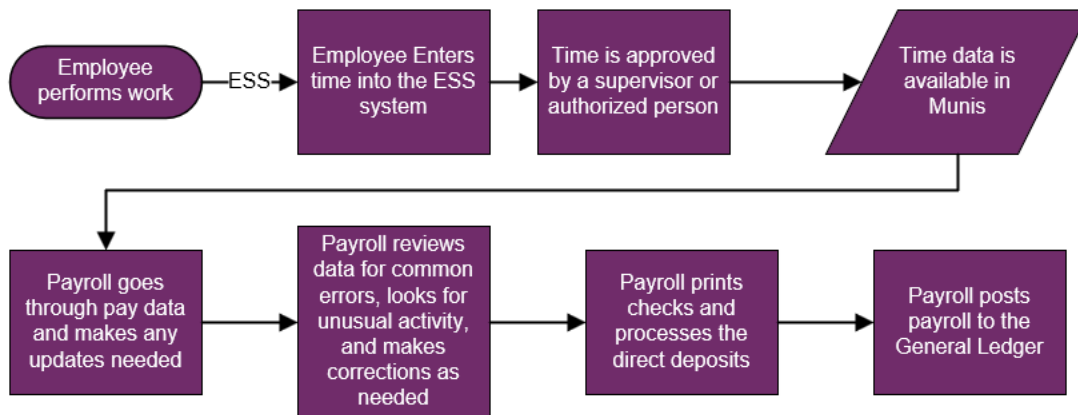 Employee
performs work
ESS
Employee Enters
time into the ESS
system
Time is approved
by a supervisor or
authorized person
Time data is
available in
Munis
Payroll goes
through pay data
and makes any
updates needed
Payroll reviews
data for common
errors, looks for
unusual activity,
and makes
corrections as
needed
Payroll prints
checks and
processes the
direct deposits
Payroll posts
payroll to the
General Ledger